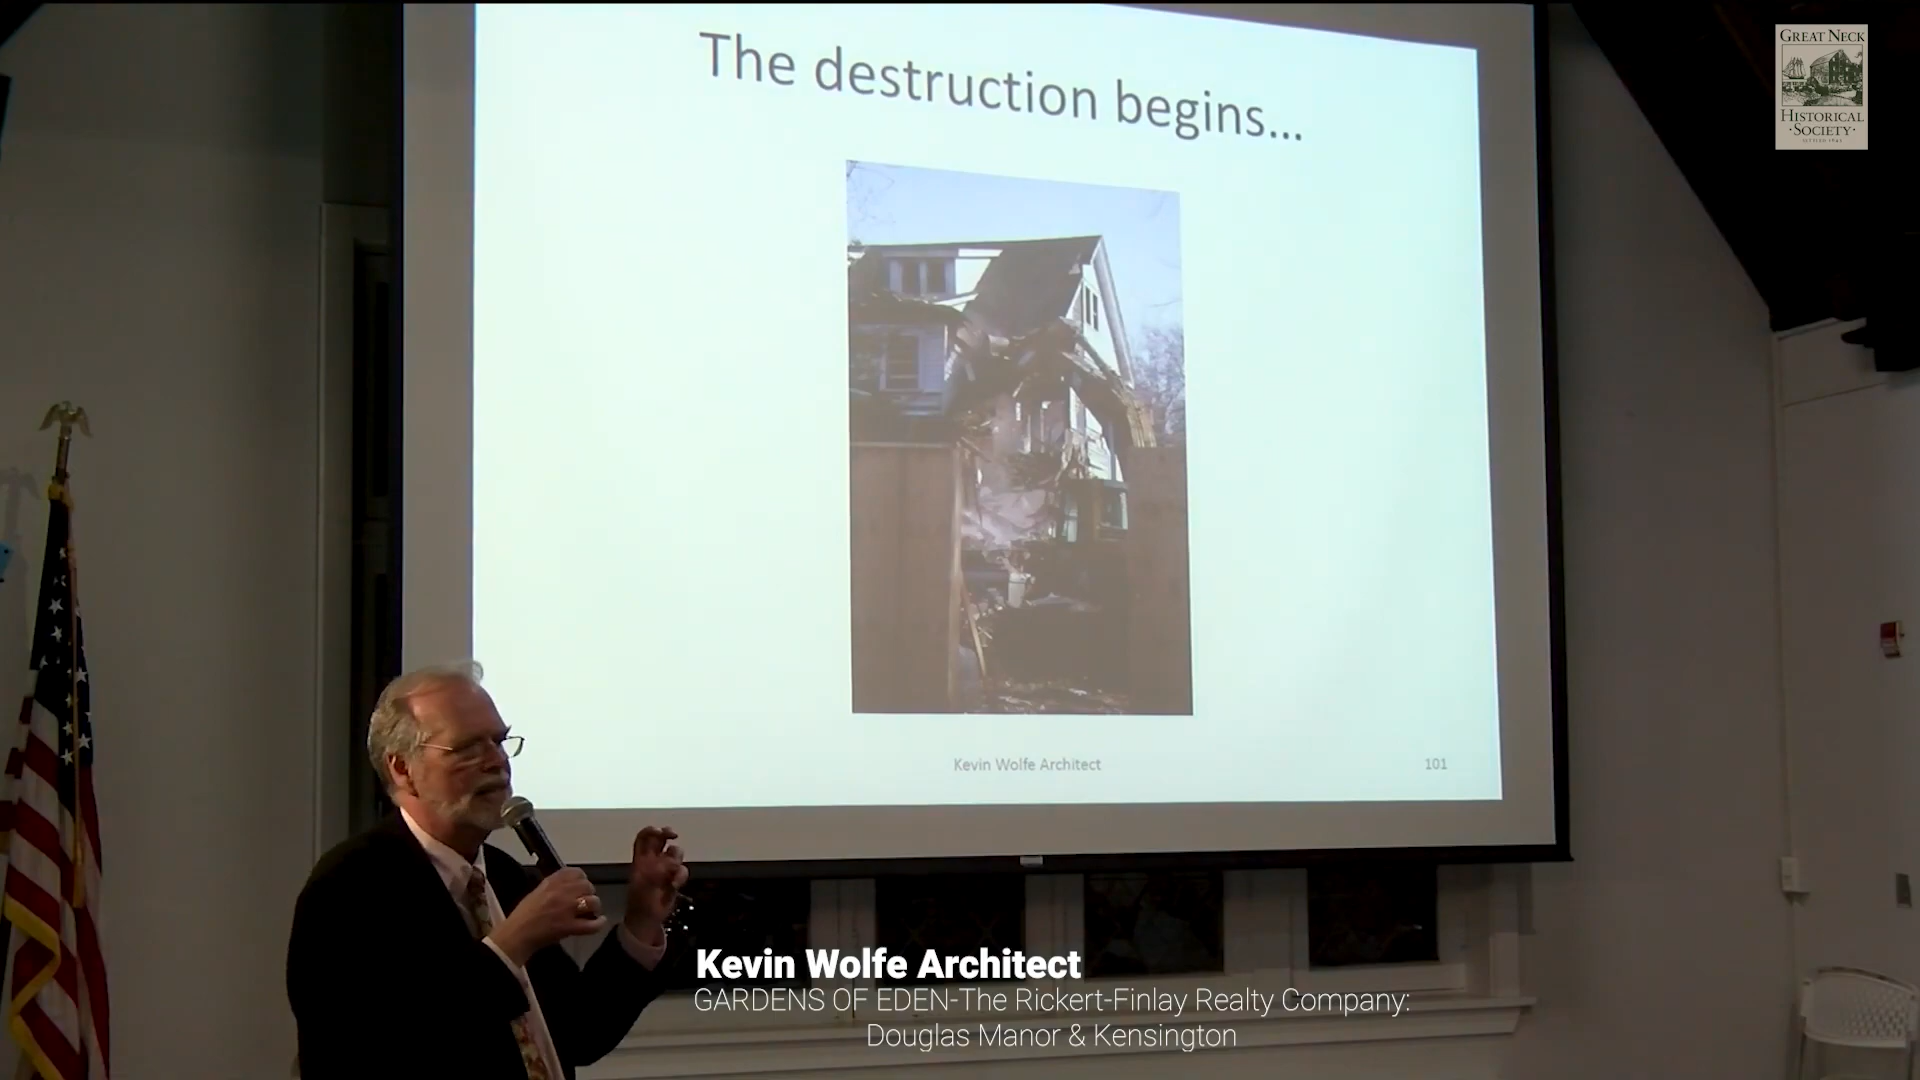 The destruction begins...
GREAT NECK
HISTORICAL
·SOCIETY·
Kevin Wolfe Architect
101
Kevin Wolfe Architect
GARDENS OF EDEN-The Rickert-Finlay Realty Company:
Douglas Manor & Kensington